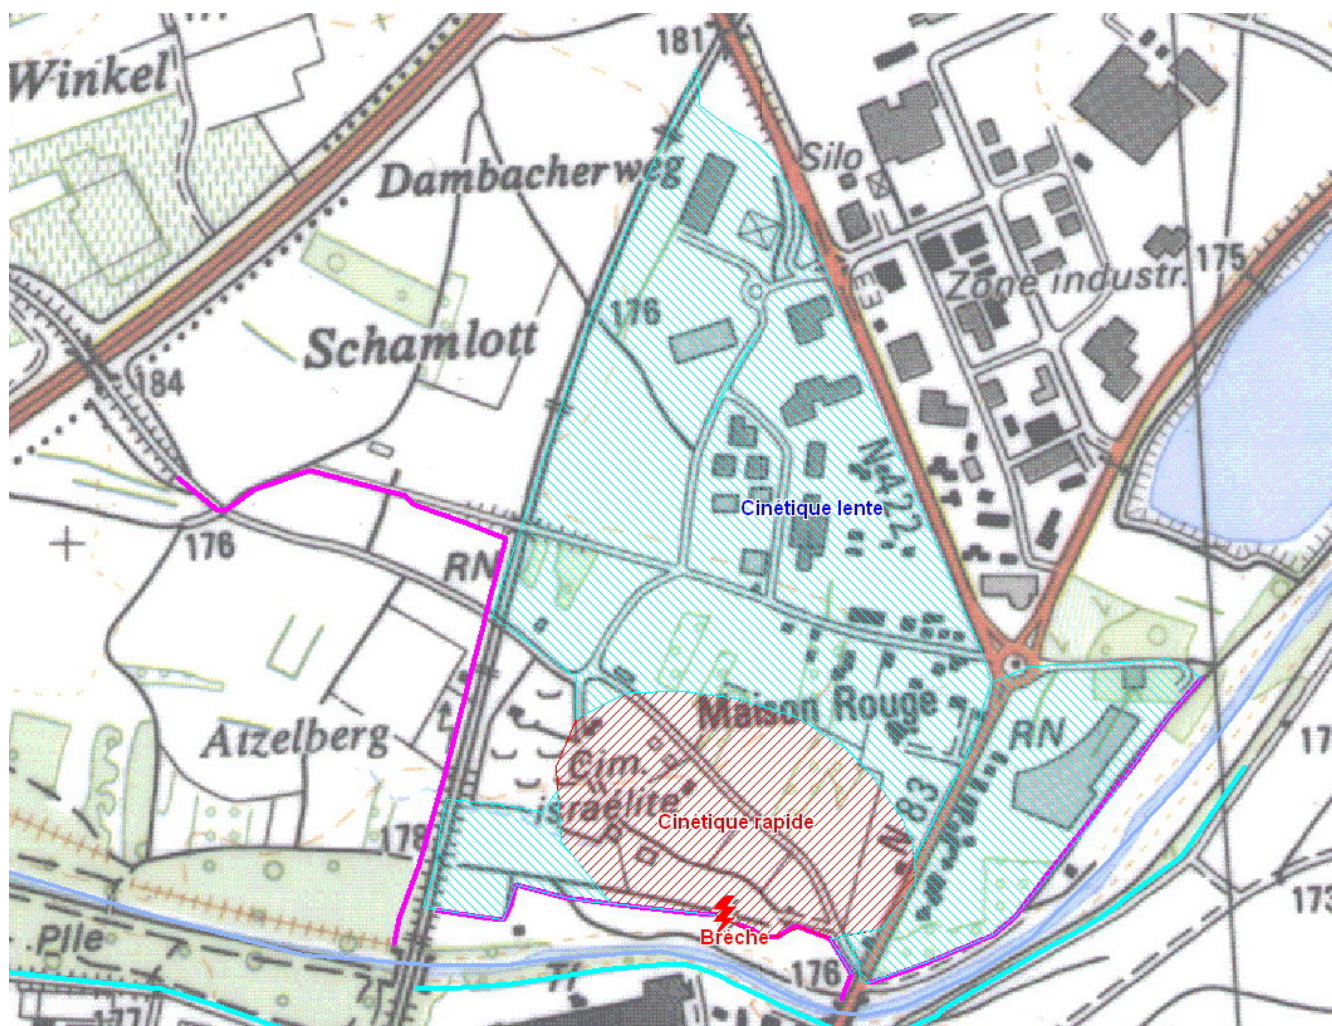 181
Winkel
Silo
Dambacherweg
Zone industr.
175
176
Schamlott
184
N 422
Cinétique lente
176
RN
Maison Rouge
RN
Atzelberg
Cim.
israélite
Cinétique rapide
N 83
178
173
Brèche
Pile
176
177